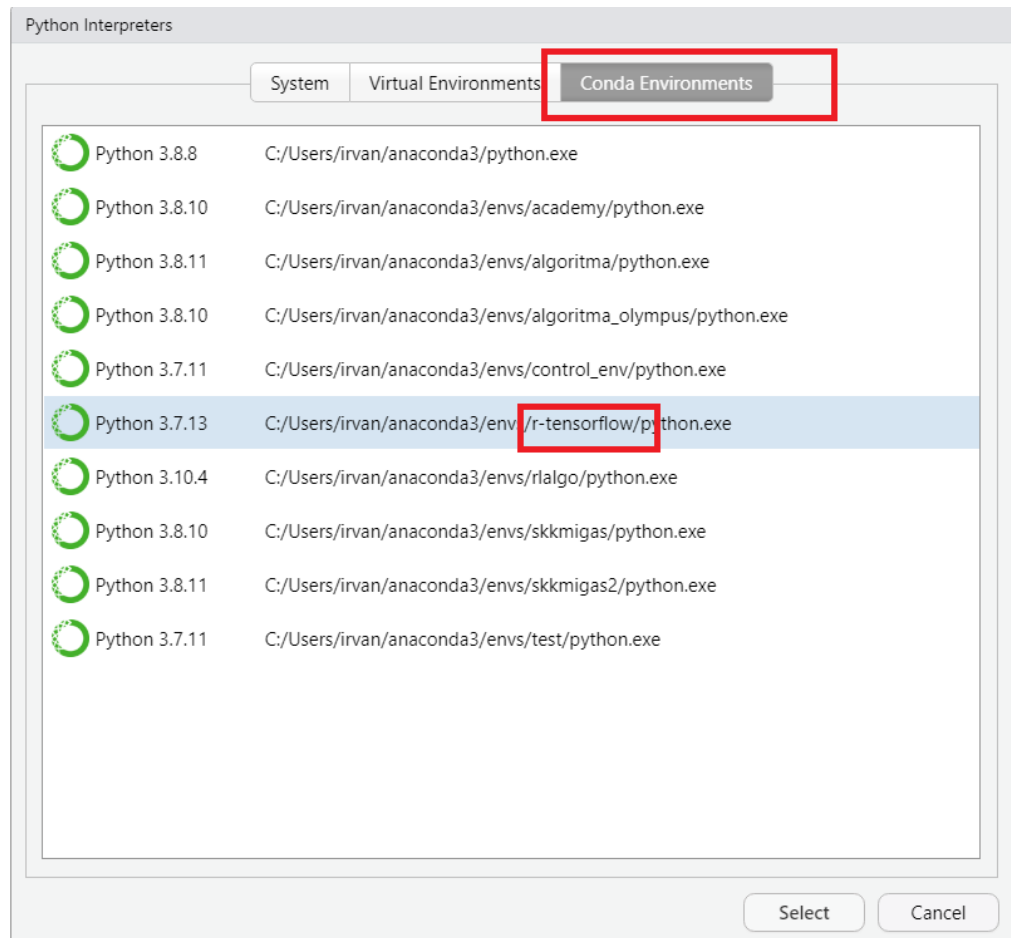 Python Interpreters
System Virtual Environments Conda Environments
Python 3.8.8 C:/Users/irvan/anaconda3/python.exe
Python 3.8.10 C:/Users/irvan/anaconda3/envs/academy/python.exe
Python 3.8.11 C:/Users/irvan/anaconda3/envs/algoritma/python.exe
Python 3.8.10 C:/Users/irvan/anaconda3/envs/algoritma_olympus/python.exe
Python 3.7.11 C:/Users/irvan/anaconda3/envs/control_env/python.exe
Python 3.7.13 C:/Users/irvan/anaconda3/envs/r-tensorflow/python.exe
Python 3.10.4 C:/Users/irvan/anaconda3/envs/rlalgo/python.exe
Python 3.8.10 C:/Users/irvan/anaconda3/envs/skkmigas/python.exe
Python 3.8.11 C:/Users/irvan/anaconda3/envs/skkmigas2/python.exe
Python 3.7.11 C:/Users/irvan/anaconda3/envs/test/python.exe
Select Cancel